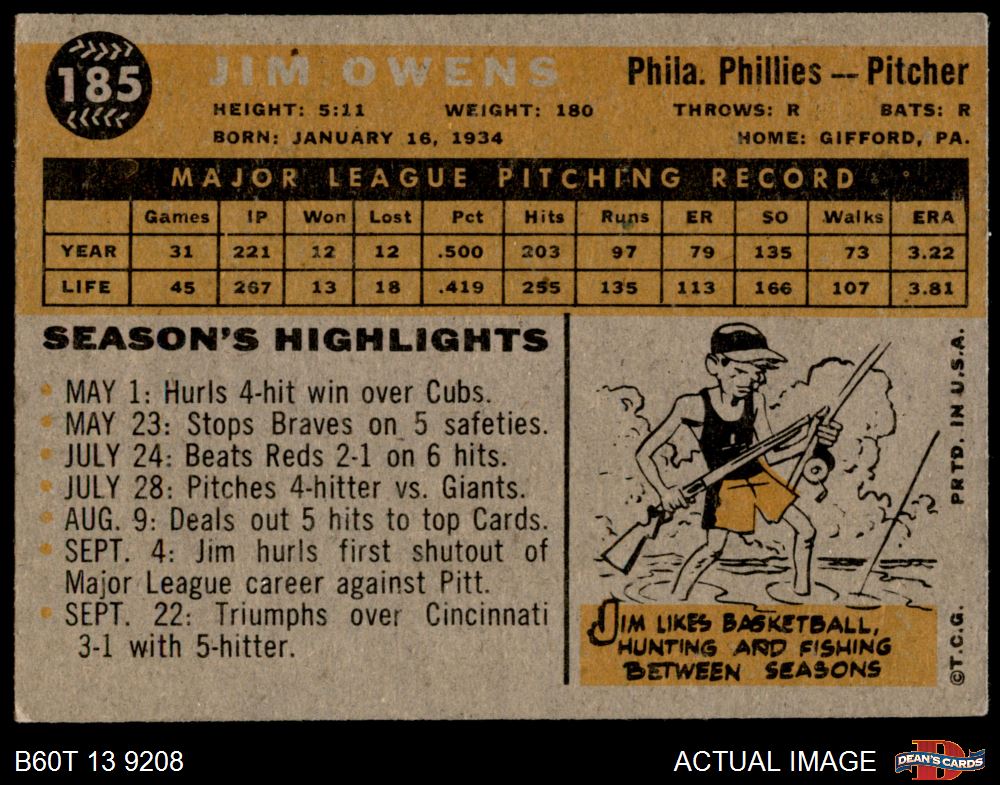 185
JIM OWENS
Phila. Phillies — Pitcher
HEIGHT: 5:11 WEIGHT: 180 THROWS: R BATS: R
BORN: JANUARY 16, 1934 HOME: GIFFORD, PA.
MAJOR LEAGUE PITCHING RECORD
Games IP Won Lost Pct Hits Runs ER SO Walks ERA
YEAR 31 221 12 12 .500 203 97 79 135 73 3.22
LIFE 45 267 13 18 .419 255 135 113 166 107 3.81
SEASON'S HIGHLIGHTS
• MAY 1: Hurls 4-hit win over Cubs.
• MAY 23: Stops Braves on 5 safeties.
• JULY 24: Beats Reds 2-1 on 6 hits.
• JULY 28: Pitches 4-hitter vs. Giants.
• AUG. 9: Deals out 5 hits to top Cards.
• SEPT. 4: Jim hurls first shutout of
Major League career against Pitt.
• SEPT. 22: Triumphs over Cincinnati
3-1 with 5-hitter.
JIM LIKES BASKETBALL,
HUNTING AND FISHING
BETWEEN SEASONS
©T.C.G. PRTD. IN U.S.A.
B60T 13 9208
ACTUAL IMAGE
D
DEAN'S CARDS